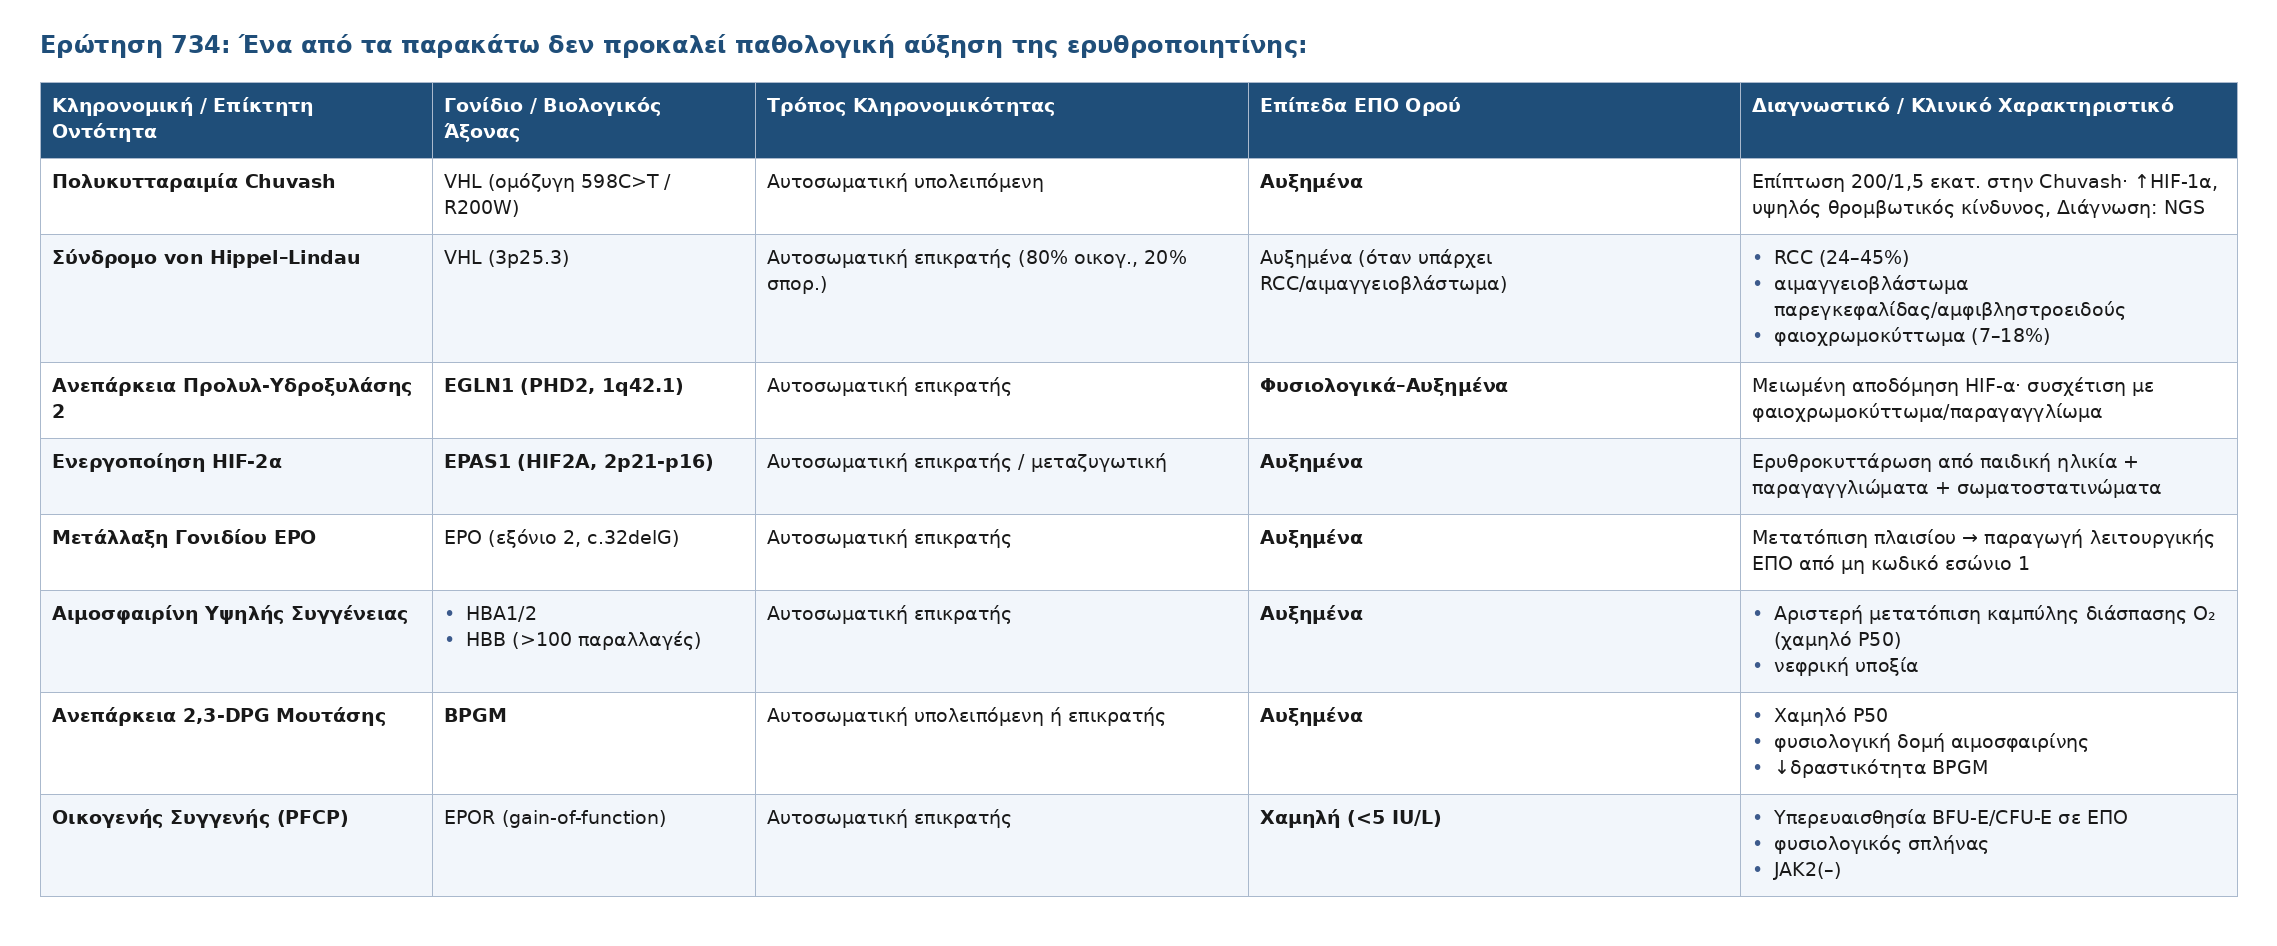 Ερώτηση 734: Ένα από τα παρακάτω δεν προκαλεί παθολογική αύξηση της ερυθροποιητίνης:
Κληρονομική / Επίκτητη
Οντότητα
Γονίδιο / Βιολογικός
Άξονας
Τρόπος Κληρονομικότητας
Επίπεδα ΕΠΟ Ορού
Διαγνωστικό / Κλινικό Χαρακτηριστικό
Πολυκυτταραιμία Chuvash
VHL (ομόζυγη 598C>T /
R200W)
Αυτοσωματική υπολειπόμενη
Αυξημένα
Επίπτωση 200/1,5 εκατ. στην Chuvash· ↑HIF-1α,
υψηλός θρομβωτικός κίνδυνος, Διάγνωση: NGS
Σύνδρομο von Hippel–Lindau
VHL (3p25.3)
Αυτοσωματική επικρατής (80% οικογ., 20%
σπορ.)
Αυξημένα (όταν υπάρχει
RCC/αιμαγγειοβλάστωμα)
• RCC (24–45%)
• αιμαγγειοβλάστωμα
παρεγκεφαλίδας/αμφιβληστροειδούς
• φαιοχρωμοκύττωμα (7–18%)
Ανεπάρκεια Προλυλ-Υδροξυλάσης
2
EGLN1 (PHD2, 1q42.1)
Αυτοσωματική επικρατής
Φυσιολογικά–Αυξημένα
Μειωμένη αποδόμηση HIF-α· συσχέτιση με
φαιοχρωμοκύττωμα/παραγαγγλίωμα
Ενεργοποίηση HIF-2α
EPAS1 (HIF2A, 2p21-p16)
Αυτοσωματική επικρατής / μεταζυγωτική
Αυξημένα
Ερυθροκυττάρωση από παιδική ηλικία +
παραγαγγλιώματα + σωματοστατινώματα
Μετάλλαξη Γονιδίου EPO
EPO (εξόνιο 2, c.32delG)
Αυτοσωματική επικρατής
Αυξημένα
Μετατόπιση πλαισίου → παραγωγή λειτουργικής
ΕΠΟ από μη κωδικό εσώνιο 1
Αιμοσφαιρίνη Υψηλής Συγγένειας
• HBA1/2
• HBB (>100 παραλλαγές)
Αυτοσωματική επικρατής
Αυξημένα
• Αριστερή μετατόπιση καμπύλης διάσπασης O₂
(χαμηλό P50)
• νεφρική υποξία
Ανεπάρκεια 2,3-DPG Μουτάσης
BPGM
Αυτοσωματική υπολειπόμενη ή επικρατής
Αυξημένα
• Χαμηλό P50
• φυσιολογική δομή αιμοσφαιρίνης
• ↓δραστικότητα BPGM
Οικογενής Συγγενής (PFCP)
EPOR (gain-of-function)
Αυτοσωματική επικρατής
Χαμηλή (<5 IU/L)
• Υπερευαισθησία BFU-E/CFU-E σε ΕΠΟ
• φυσιολογικός σπλήνας
• JAK2(–)